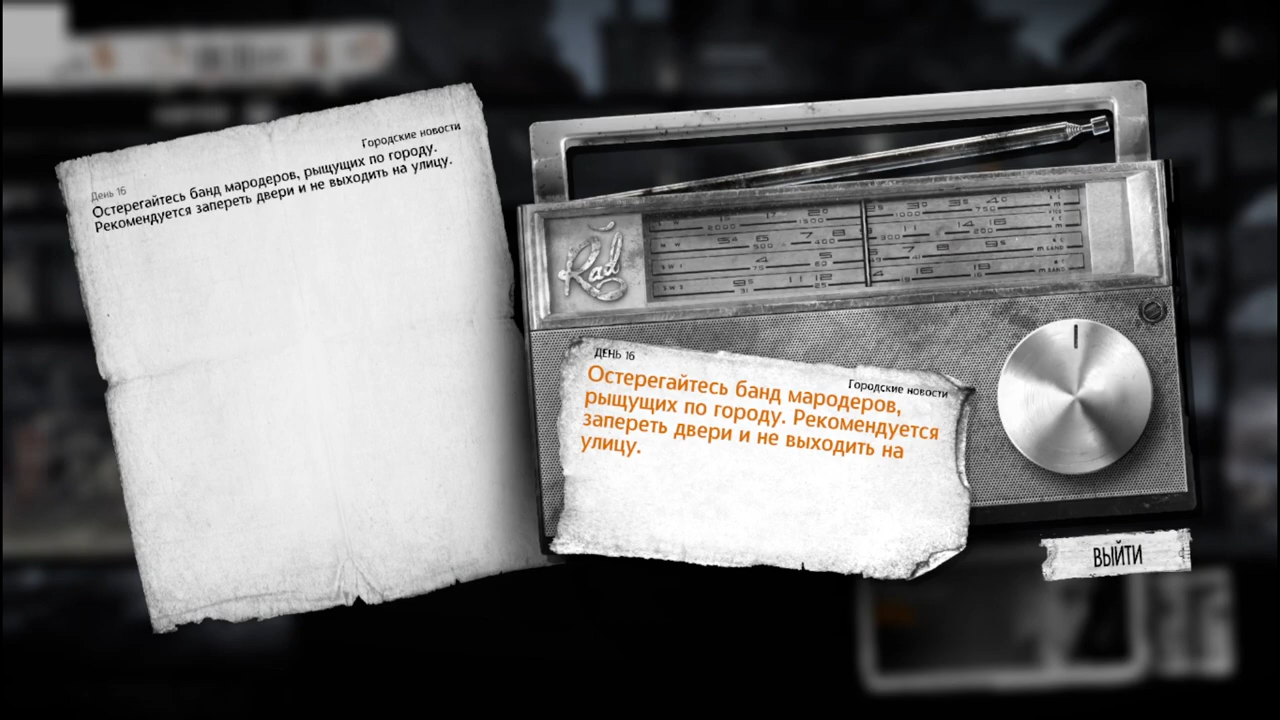 Городские новости
День 16
Остерегайтесь банд мародеров, рыщущих по городу.
Рекомендуется запереть двери и не выходить на улицу.
Rad
ДЕНЬ 16
Городские новости
Остерегайтесь банд мародеров,
рыщущих по городу. Рекомендуется
запереть двери и не выходить на
улицу.
ВЫЙТИ